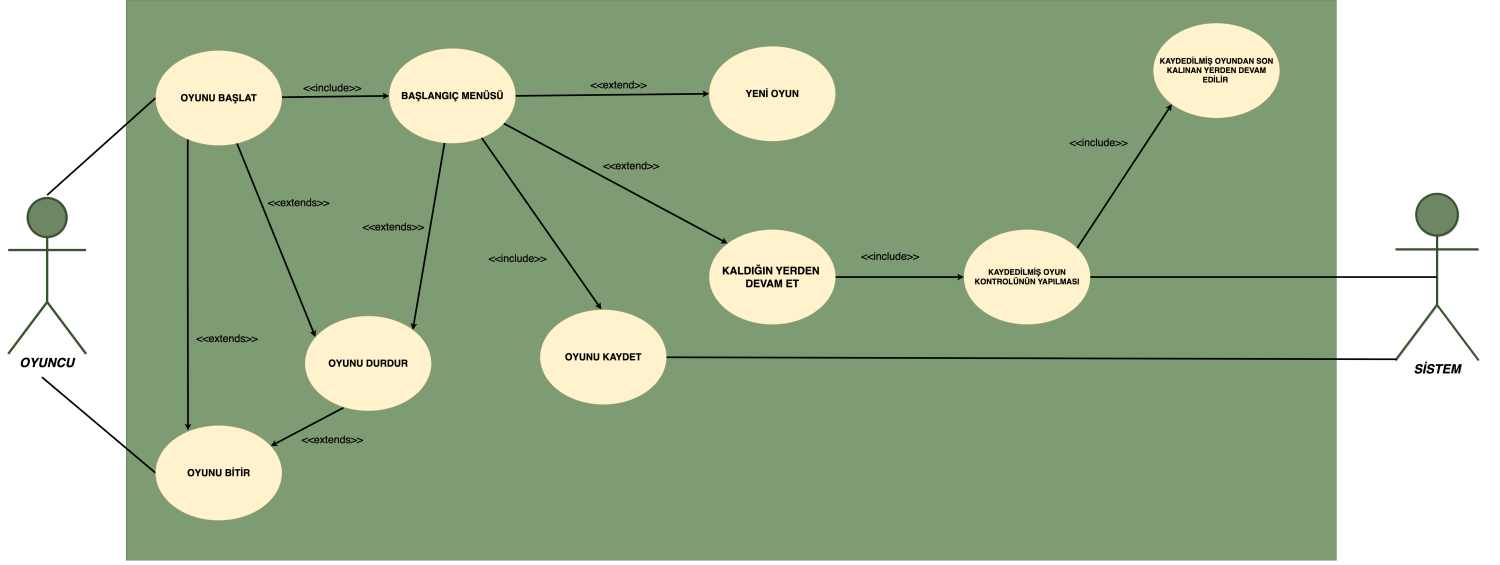 KAYDEDİLMİŞ OYUNDAN SON
KALINAN YERDEN DEVAM
EDİLİR
OYUNU BAŞLAT
<<include>>
BAŞLANGIÇ MENÜSÜ
<<extend>>
YENİ OYUN
<<include>>
<<extend>>
<<extends>>
<<extends>>
<<include>>
KALDIĞIN YERDEN
DEVAM ET
<<include>>
KAYDEDİLMİŞ OYUN
KONTROLÜNÜN YAPILMASI
<<extends>>
OYUNCU
OYUNU DURDUR
OYUNU KAYDET
SİSTEM
<<extends>>
OYUNU BİTİR